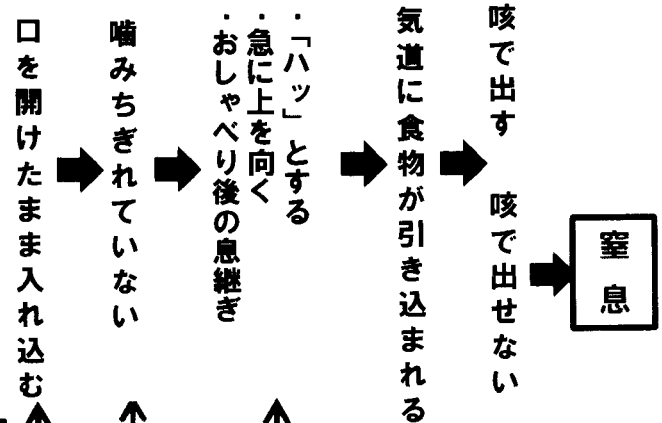 口を開けたまま入れ込む
噛みちぎれていない
・「ハッ」とする
・急に上を向く
・おしゃべり後の息継ぎ
気道に食物が引き込まれる
咳で出す
咳で出せない
窒息